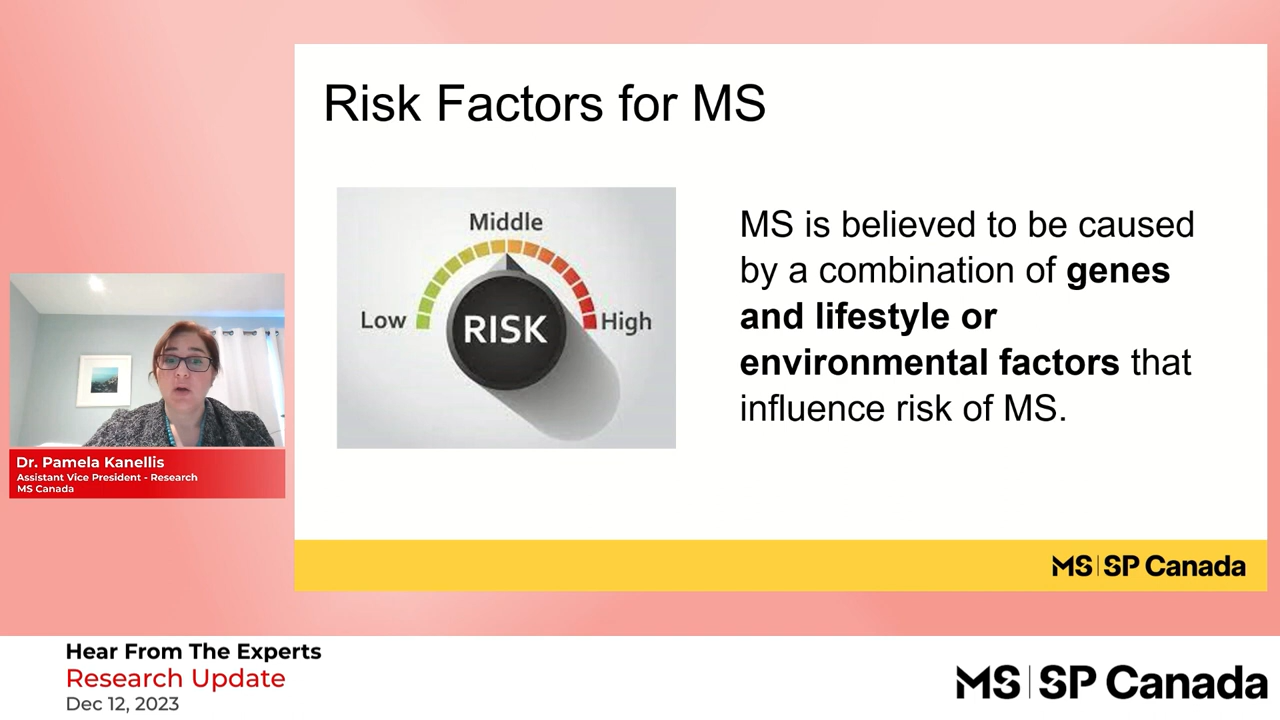 Risk Factors for MS
Middle
Low
High
RISK
MS is believed to be caused
by a combination of genes
and lifestyle or
environmental factors that
influence risk of MS.
MS | SP Canada
Dr. Pamela Kanellis
Assistant Vice President - Research
MS Canada
Hear From The Experts
Research Update
Dec 12, 2023
MS | SP Canada